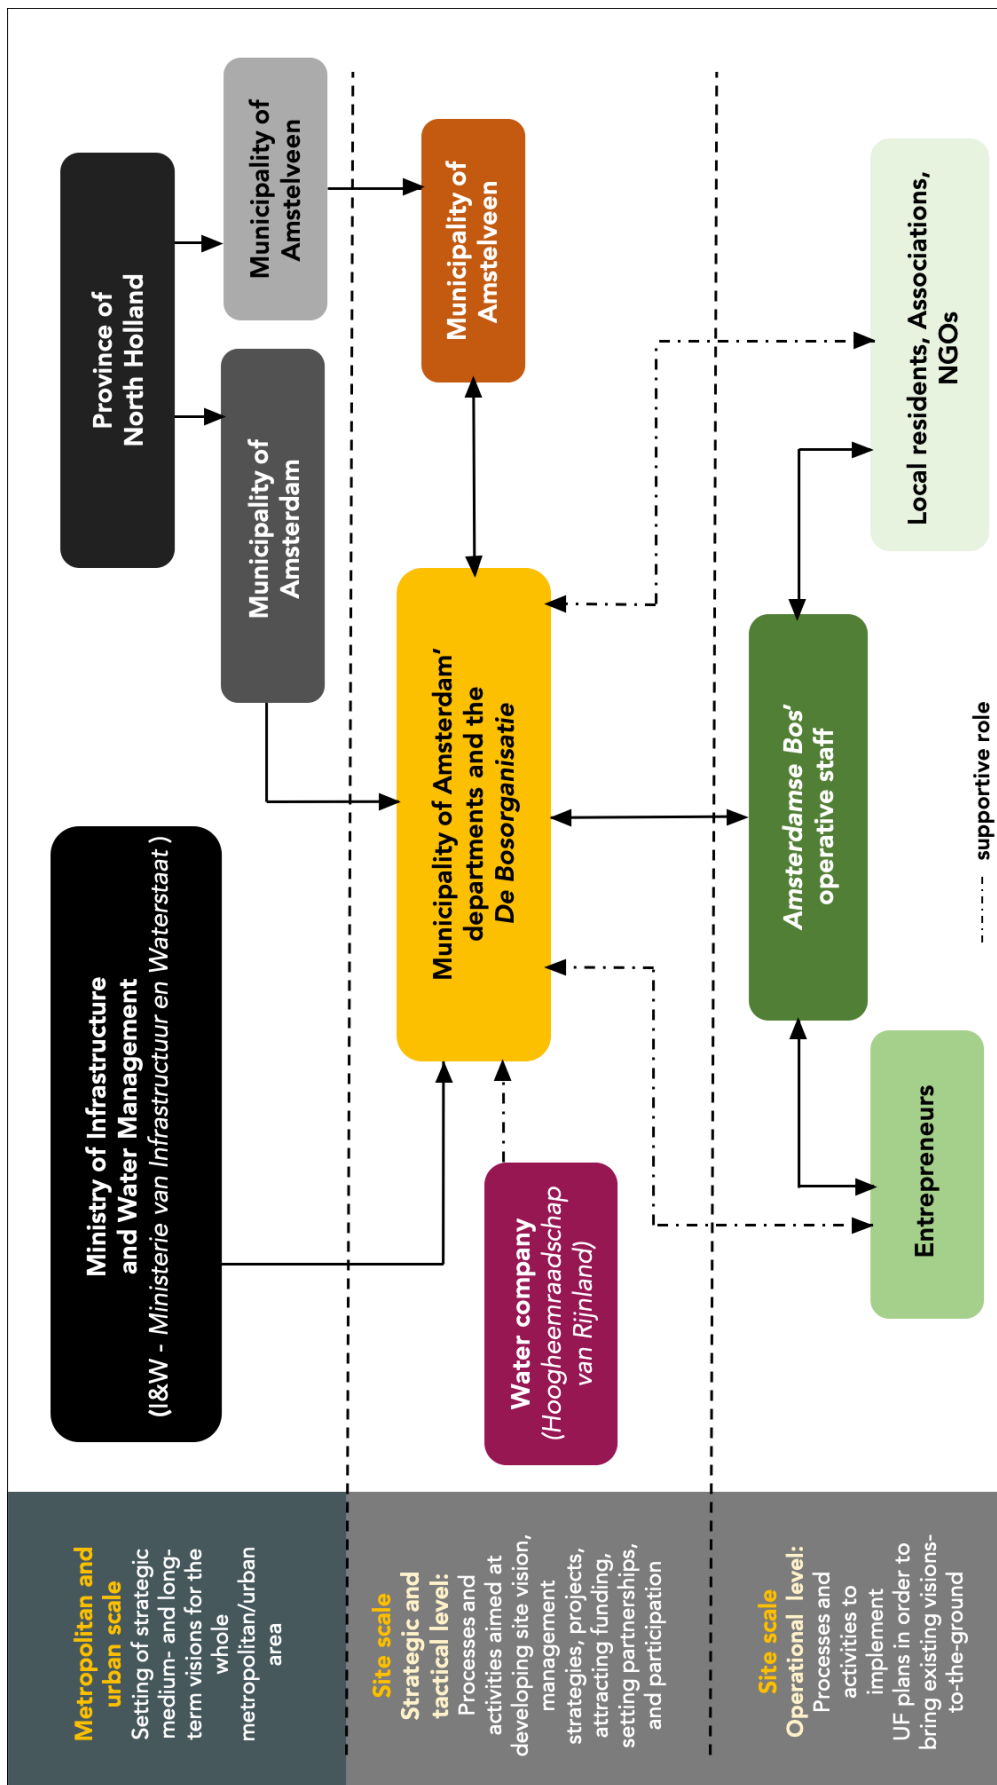 Metropolitan and
urban scale
Setting of strategic
medium- and long-
term visions for the
whole
metropolitan/urban
area
Ministry of Infrastructure
and Water Management
(I&W - Ministerie van Infrastructuur en Waterstaat )
Province of
North Holland
Municipality of
Amsterdam
Municipality of
Amstelveen
Site scale
Strategic and
tactical level:
Processes and
activities aimed at
developing site vision,
management
strategies, projects,
attracting funding,
setting partnerships,
and participation
Water company
(Hoogheemraadschap
van Rijnland)
Municipality of Amsterdam’
departments and the
De Bosorganisatie
Municipality of
Amstelveen
Site scale
Operational level:
Processes and
activities to
implement
UF plans in order to
bring existing visions-
to-the-ground
Entrepreneurs
Amsterdamse Bos’
operative staff
Local residents, Associations,
NGOs
supportive role